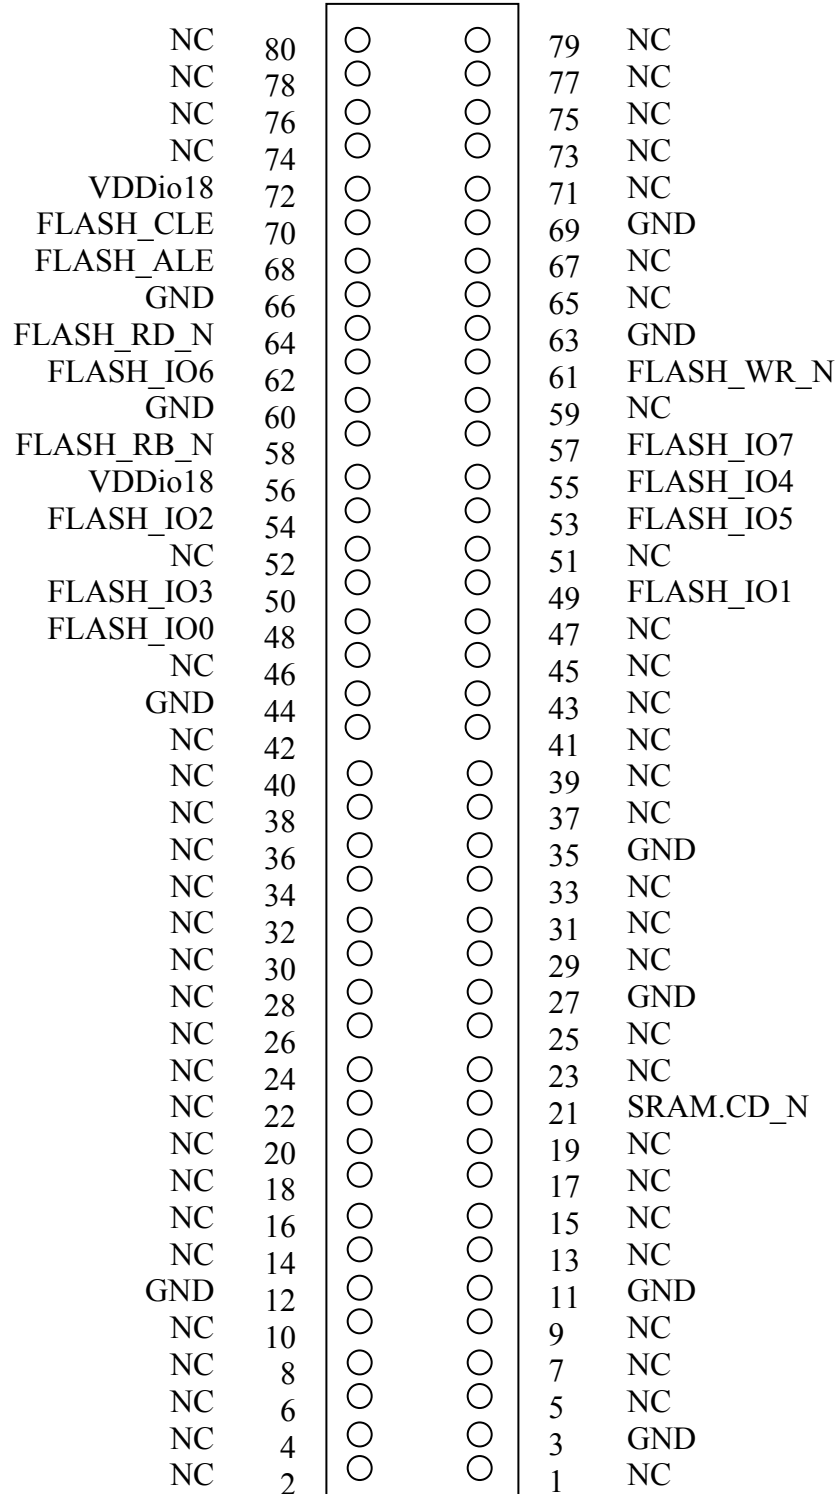 NC 80 79 NC
NC 78 77 NC
NC 76 75 NC
NC 74 73 NC
VDDio18 72 71 NC
FLASH_CLE 70 69 GND
FLASH_ALE 68 67 NC
GND 66 65 NC
FLASH_RD_N 64 63 GND
FLASH_IO6 62 61 FLASH_WR_N
GND 60 59 NC
FLASH_RB_N 58 57 FLASH_IO7
VDDio18 56 55 FLASH_IO4
FLASH_IO2 54 53 FLASH_IO5
NC 52 51 NC
FLASH_IO3 50 49 FLASH_IO1
FLASH_IO0 48 47 NC
NC 46 45 NC
GND 44 43 NC
NC 42 41 NC
NC 40 39 NC
NC 38 37 NC
NC 36 35 GND
NC 34 33 NC
NC 32 31 NC
NC 30 29 NC
NC 28 27 GND
NC 26 25 NC
NC 24 23 NC
NC 22 21 SRAM.CD_N
NC 20 19 NC
NC 18 17 NC
NC 16 15 NC
NC 14 13 NC
GND 12 11 GND
NC 10 9 NC
NC 8 7 NC
NC 6 5 NC
NC 4 3 GND
NC 2 1 NC